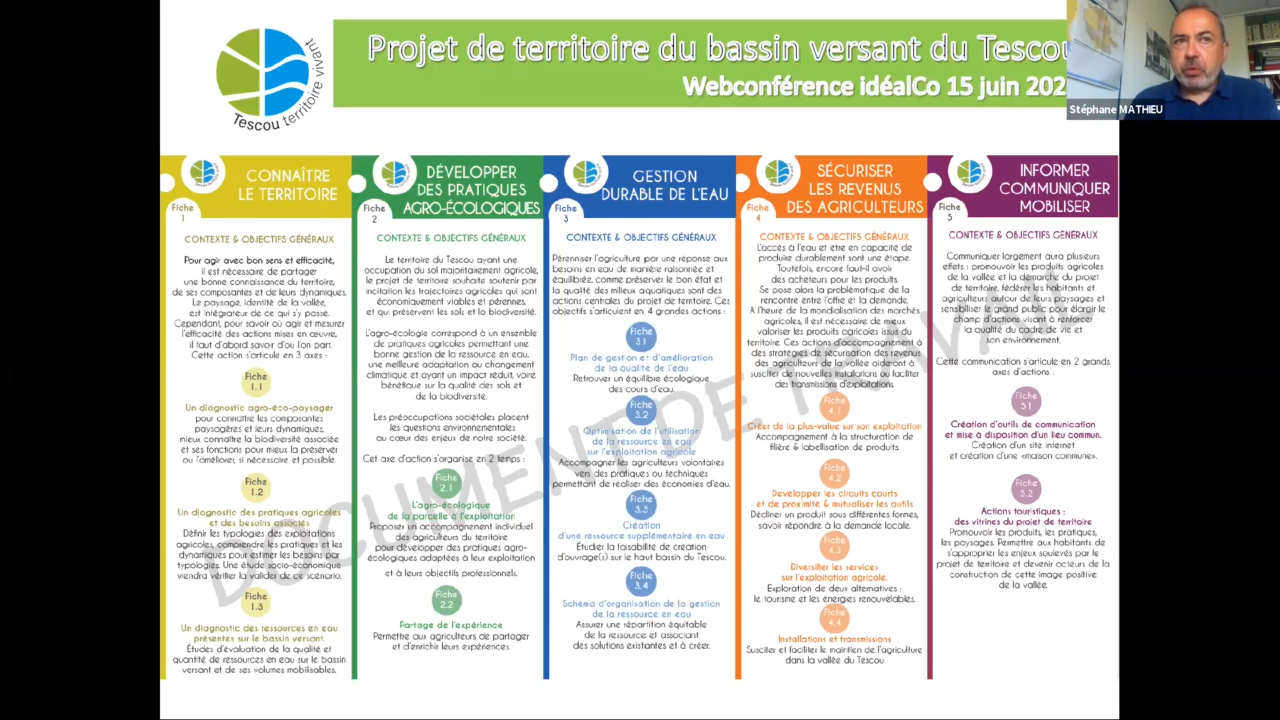 Projet de territoire du bassin versant du Tescou
Webconférence idéalCo 15 juin 202
Stéphane MATHIEU
Tescou territoire vivant
CONNAÎTRE
LE TERRITOIRE
Fiche
1
CONTEXTE & OBJECTIFS GÉNÉRAUX
Pour agir avec bon sens et efficacité,
il est nécessaire de partager
une bonne connaissance du territoire,
de ses composantes et de leurs dynamiques.
Le paysage, identité de la vallée,
est intégrateur de ce qui s'y passe.
Cependant, pour savoir où agir et mesurer
l'efficacité des actions mises en œuvre,
il faut d'abord savoir d'où l'on part.
Cette action s'articule en 3 axes :
Fiche
1.1
Un diagnostic agro-éco-paysager
pour connaître les composantes
paysagères et leurs dynamiques,
mieux connaître la biodiversité associée
et ses fonctions pour mieux la préserver
ou l'améliorer, si nécessaire et possible.
Fiche
1.2
Un diagnostic des pratiques agricoles
et des besoins associés
Définir les typologies des exploitations
agricoles, comprendre les pratiques et les
dynamiques pour estimer les besoins par
typologies. Une étude socio-économique
viendra vérifier la valider de ce scénario.
Fiche
1.3
Un diagnostic des ressources en eau
présentes sur le bassin versant.
Études d'évaluation de la qualité et
quantité de ressources en eau sur le bassin
versant et de ses volumes mobilisables.
DÉVELOPPER
DES PRATIQUES
AGRO-ÉCOLOGIQUES
Fiche
2
CONTEXTE & OBJECTIFS GÉNÉRAUX
Le territoire du Tescou ayant une
occupation du sol majoritairement agricole,
le projet de territoire souhaite soutenir par
incitation les trajectoires agricoles qui sont
économiquement viables et pérennes,
et qui préservent les sols et la biodiversité.
L'agro-écologie correspond à un ensemble
de pratiques agricoles permettant une
bonne gestion de la ressource en eau,
une meilleure adaptation au changement
climatique et ayant un impact réduit, voire
bénéfique sur la qualité des sols et
de la biodiversité.
Les préoccupations sociétales placent
les questions environnementales
au cœur des enjeux de notre société.
Cet axe d'action s'organise en 2 temps :
Fiche
2.1
L'agro-écologique
de la parcelle à l'exploitation
Proposer un accompagnement individuel
des agriculteurs du territoire
pour développer des pratiques agro-
écologiques adaptées à leur exploitation
et à leurs objectifs professionnels.
Fiche
2.2
Partage de l'expérience
Permettre aux agriculteurs de partager
et d'enrichir leurs expériences.
GESTION
DURABLE DE L'EAU
Fiche
3
CONTEXTE & OBJECTIFS GÉNÉRAUX
Pérenniser l'agriculture par une réponse aux
besoins en eau de manière raisonnée et
équilibrée, comme préserver le bon état et
la qualité des milieux aquatiques sont des
actions centrales du projet de territoire. Ces
objectifs s'articulent en 4 grandes actions :
Fiche
3.1
Plan de gestion et d'amélioration
de la qualité de l'eau
Retrouver un équilibre écologique
des cours d'eau.
Fiche
3.2
Optimisation de l'utilisation
de la ressource en eau
sur l'exploitation agricole
Accompagner les agriculteurs volontaires
vers des pratiques ou techniques
permettant de réaliser des économies d'eau.
Fiche
3.3
Création
d'une ressource supplémentaire en eau
Étudier la faisabilité de création
d'ouvrage(s) sur le haut bassin du Tescou.
Fiche
3.4
Schéma d'organisation de la gestion
de la ressource en eau
Assurer une répartition équitable
de la ressource et associant
des solutions existantes et à créer.
SÉCURISER
LES REVENUS
DES AGRICULTEURS
Fiche
4
CONTEXTE & OBJECTIFS GÉNÉRAUX
L'accès à l'eau et être en capacité de
produire durablement sont une étape.
Toutefois, encore faut-il avoir
des acheteurs pour les produits.
Se pose alors la problématique de la
rencontre entre l'offre et la demande.
A l'heure de la mondialisation des marchés
agricoles, il est nécessaire de mieux
valoriser les produits agricoles issus du
territoire. Ces actions d'accompagnement à
des stratégies de sécurisation des revenus
des agriculteurs de la vallée aideront à
susciter de nouvelles installations ou faciliter
des transmissions d'exploitations.
Fiche
4.1
Créer de la plus-value sur son exploitation
Accompagnement à la structuration de
filière & labellisation de produits.
Fiche
4.2
Développer les circuits courts
et de proximité & mutualiser les outils
Décliner un produit sous différentes formes,
savoir répondre à la demande locale.
Fiche
4.3
Diversifier les services
sur l'exploitation agricole.
Exploration de deux alternatives :
le tourisme et les énergies renouvelables.
Fiche
4.4
Installations et transmissions
Susciter et faciliter le maintien de l'agriculture
dans la vallée du Tescou
INFORMER
COMMUNIQUER
MOBILISER
Fiche
5
CONTEXTE & OBJECTIFS GÉNÉRAUX
Communiquer largement aura plusieurs
effets : promouvoir les produits agricoles
de la vallée et la démarche du projet
de territoire, fédérer les habitants et
agriculteurs autour de leurs paysages et
sensibiliser le grand public pour élargir le
champ d'actions visant à renforcer
la qualité du cadre de vie et
son environnement.
Cette communication s'articule en 2 grands
axes d'actions :
Fiche
5.1
Création d'outils de communication
et mise à disposition d'un lieu commun.
Création d'un site internet
et création d'une «maison commune».
Fiche
5.2
Actions touristiques :
des vitrines du projet de territoire
Promouvoir les produits, les pratiques,
les paysages. Permettre aux habitants de
s'approprier les enjeux soulevés par le
projet de territoire et devenir acteurs de la
construction de cette image positive
de la vallée.
DOCUMENT DE TRAVAIL